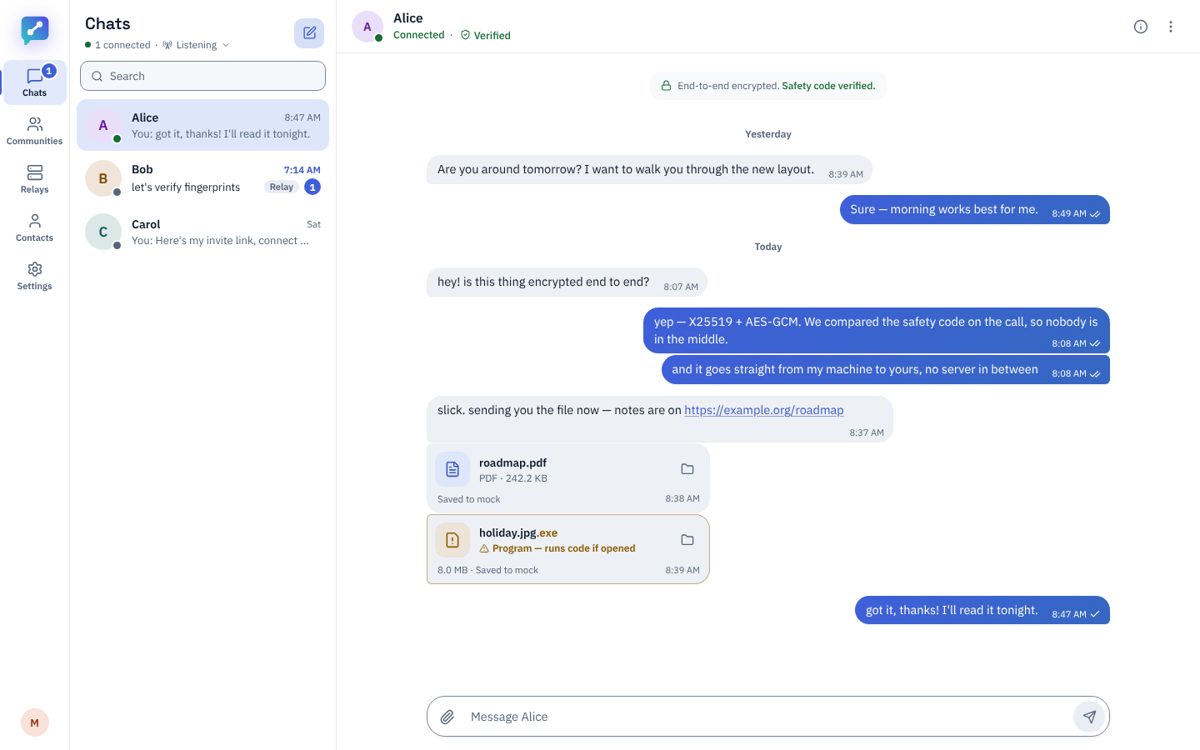 Chats
1 connected · Listening
Search
1
Chats
Communities
Relays
Contacts
Settings
M
Alice
8:47 AM
You: got it, thanks! I'll read it tonight.
B
Bob
7:14 AM
let's verify fingerprints
Relay
1
C
Carol
Sat
You: Here's my invite link, connect ...
A
A
Alice
Connected · Verified
End-to-end encrypted. Safety code verified.
Yesterday
Are you around tomorrow? I want to walk you through the new layout.
8:39 AM
Sure — morning works best for me.
8:49 AM
Today
hey! is this thing encrypted end to end?
8:07 AM
yep — X25519 + AES-GCM. We compared the safety code on the call, so nobody is
in the middle.
8:08 AM
and it goes straight from my machine to yours, no server in between
8:08 AM
slick. sending you the file now — notes are on https://example.org/roadmap
8:37 AM
roadmap.pdf
PDF · 242.2 KB
Saved to mock
8:38 AM
holiday.jpg.exe
Program — runs code if opened
8.0 MB · Saved to mock
8:39 AM
got it, thanks! I'll read it tonight.
8:47 AM
Message Alice